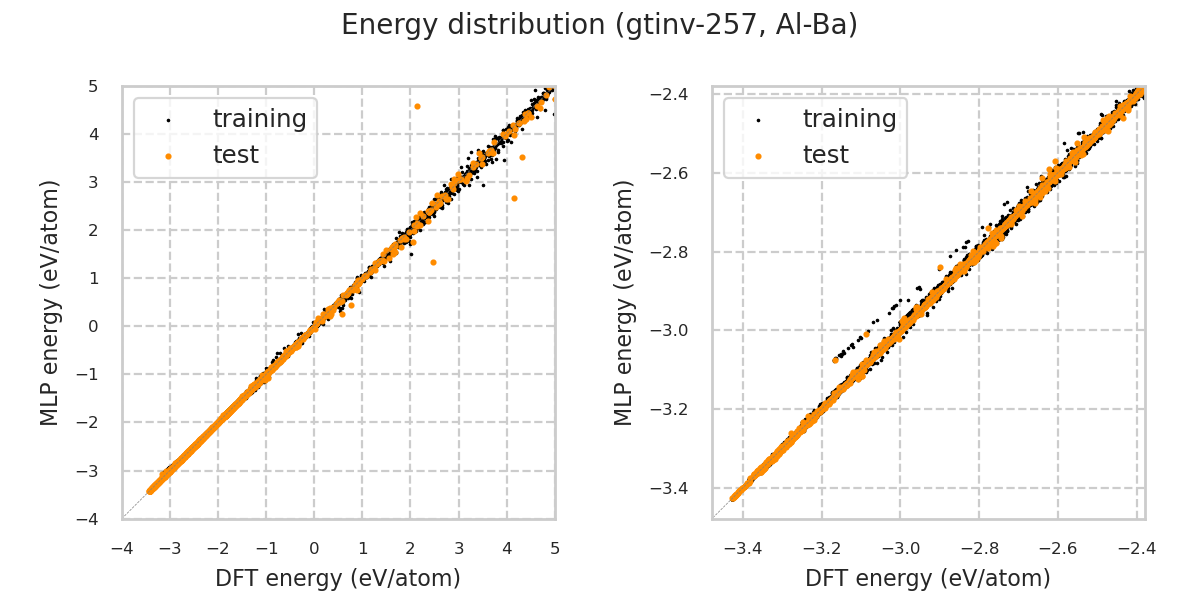 Energy distribution (gtinv-257, Al-Ba)
training
test
5
4
3
2
1
0
−1
−2
−3
−4
MLP energy (eV/atom)
−4 −3 −2 −1 0 1 2 3 4 5
DFT energy (eV/atom)
training
test
−2.4
−2.6
−2.8
−3.0
−3.2
−3.4
MLP energy (eV/atom)
−3.4 −3.2 −3.0 −2.8 −2.6 −2.4
DFT energy (eV/atom)